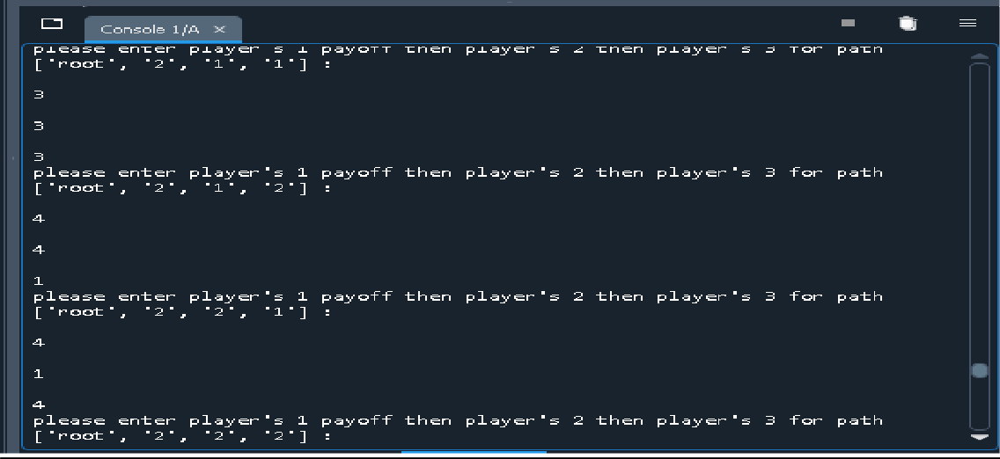 Console 1/A ×
please enter player's 1 payoff then player's 2 then player's 3 for path
['root', '2', '1', '1'] :
3
3
3
please enter player's 1 payoff then player's 2 then player's 3 for path
['root', '2', '1', '2'] :
4
4
1
please enter player's 1 payoff then player's 2 then player's 3 for path
['root', '2', '2', '1'] :
4
1
4
please enter player's 1 payoff then player's 2 then player's 3 for path
['root', '2', '2', '2'] :